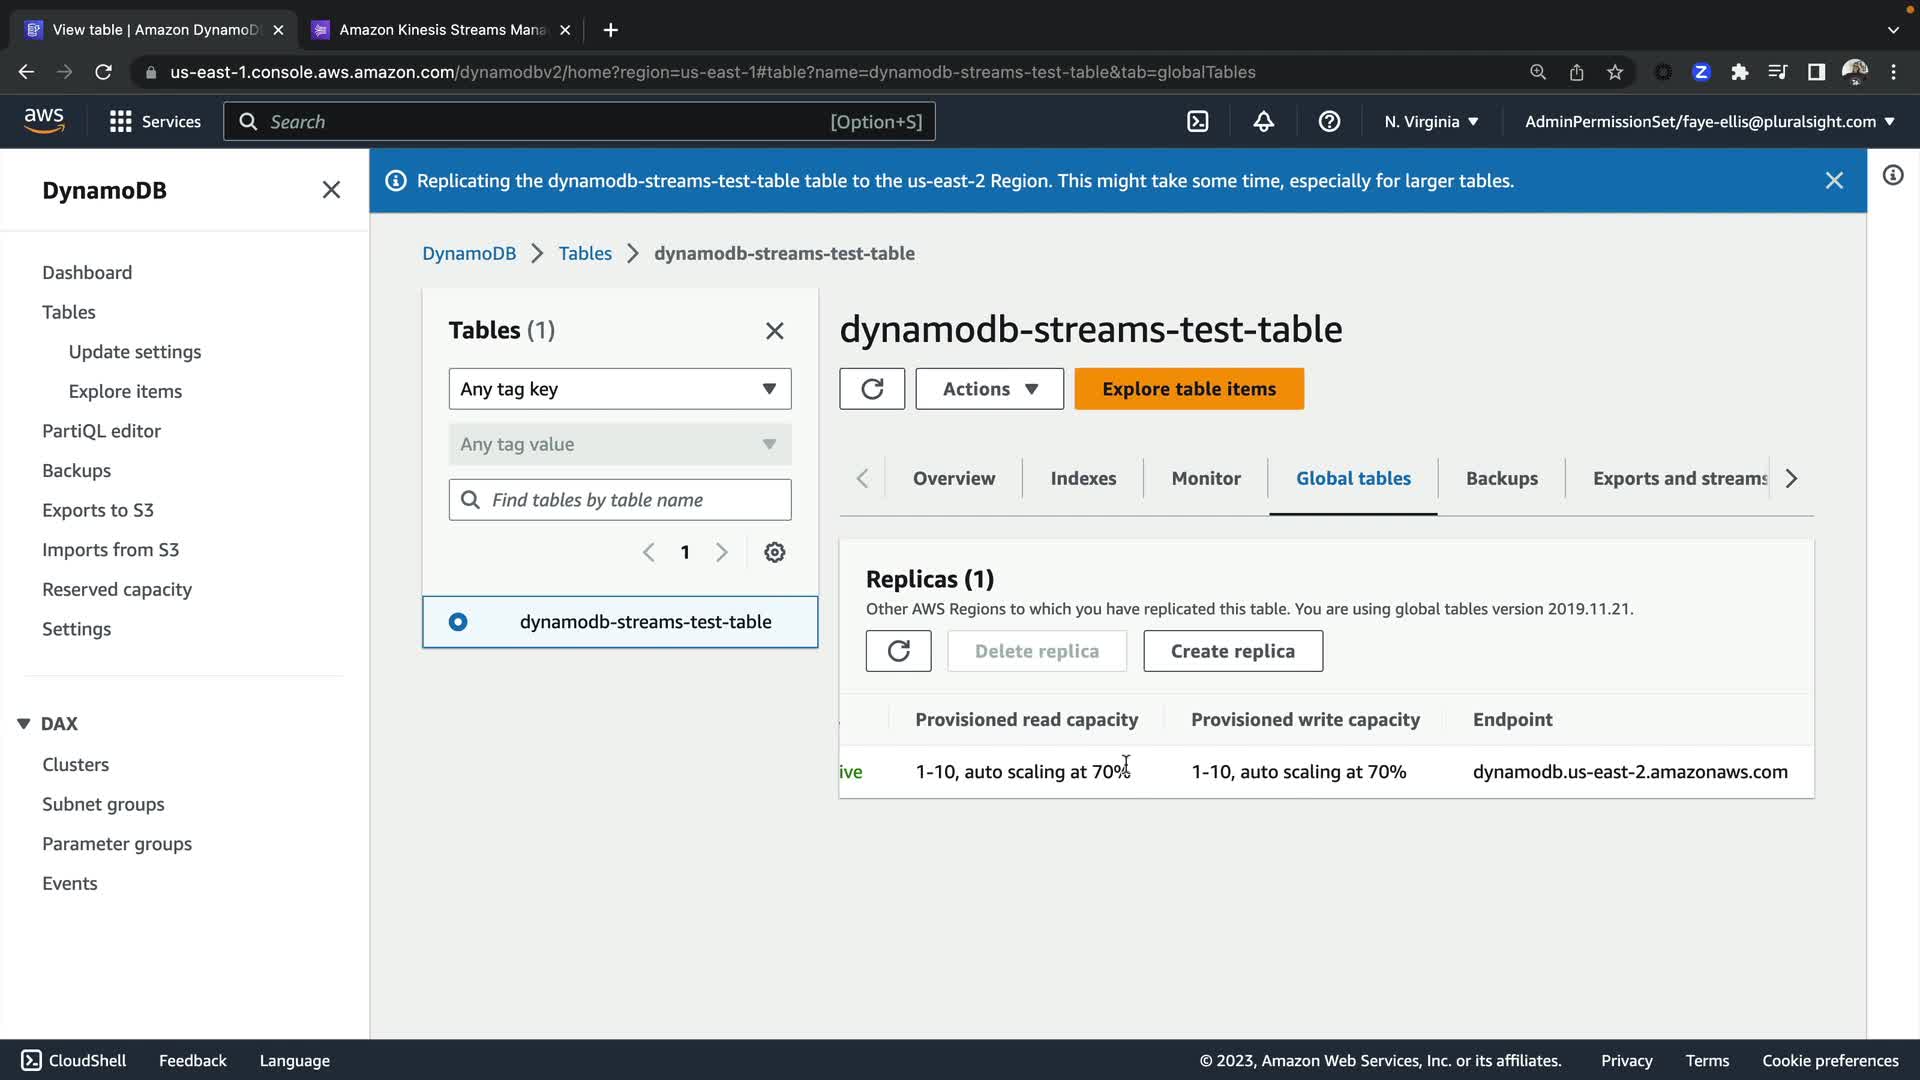 View table | Amazon DynamoD
Amazon Kinesis Streams Mana
us-east-1.console.aws.amazon.com/dynamodbv2/home?region=us-east-1#table?name=dynamodb-streams-test-table&tab=globalTables
aws
Services
Search
[Option+S]
N. Virginia
AdminPermissionSet/faye-ellis@pluralsight.com
DynamoDB
Dashboard
Tables
Update settings
Explore items
PartiQL editor
Backups
Exports to S3
Imports from S3
Reserved capacity
Settings
DAX
Clusters
Subnet groups
Parameter groups
Events
Replicating the dynamodb-streams-test-table table to the us-east-2 Region. This might take some time, especially for larger tables.
DynamoDB
Tables
dynamodb-streams-test-table
Tables (1)
Any tag key
Any tag value
Find tables by table name
1
dynamodb-streams-test-table
dynamodb-streams-test-table
Actions
Explore table items
Overview
Indexes
Monitor
Global tables
Backups
Exports and streams
Replicas (1)
Other AWS Regions to which you have replicated this table. You are using global tables version 2019.11.21.
Delete replica
Create replica
Provisioned read capacity
Provisioned write capacity
Endpoint
ive
1-10, auto scaling at 70%
1-10, auto scaling at 70%
dynamodb.us-east-2.amazonaws.com
CloudShell
Feedback
Language
© 2023, Amazon Web Services, Inc. or its affiliates.
Privacy
Terms
Cookie preferences